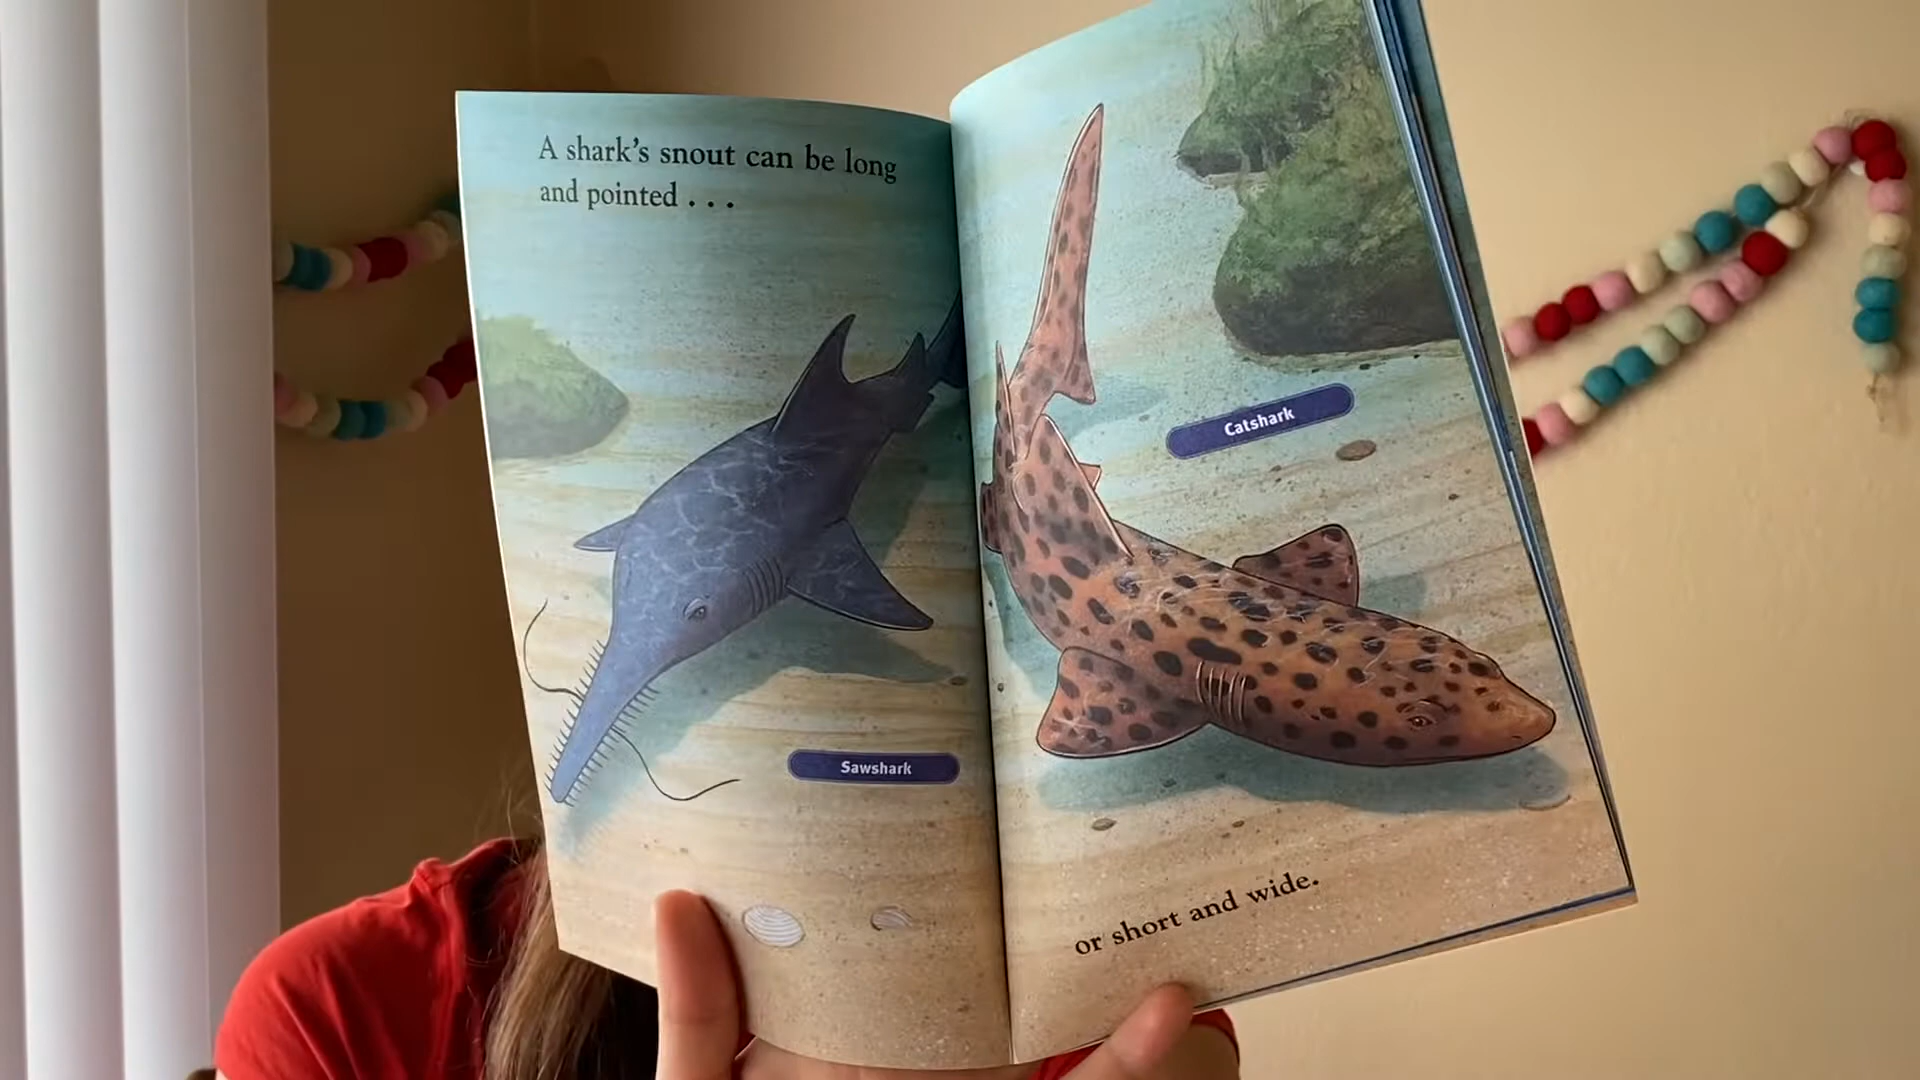 A shark's snout can be long
and pointed . . .
Sawshark
Catshark
or short and wide.